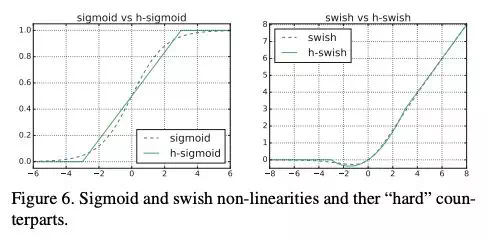 sigmoid vs h-sigmoid
1.0
0.8
0.6
0.4
0.2
0.0
sigmoid
h-sigmoid
−6 −4 −2 0 2 4 6
swish vs h-swish
8
7
6
5
4
3
2
1
0
swish
h-swish
−8 −6 −4 −2 0 2 4 6 8
Figure 6. Sigmoid and swish non-linearities and ther “hard” coun-
terparts.